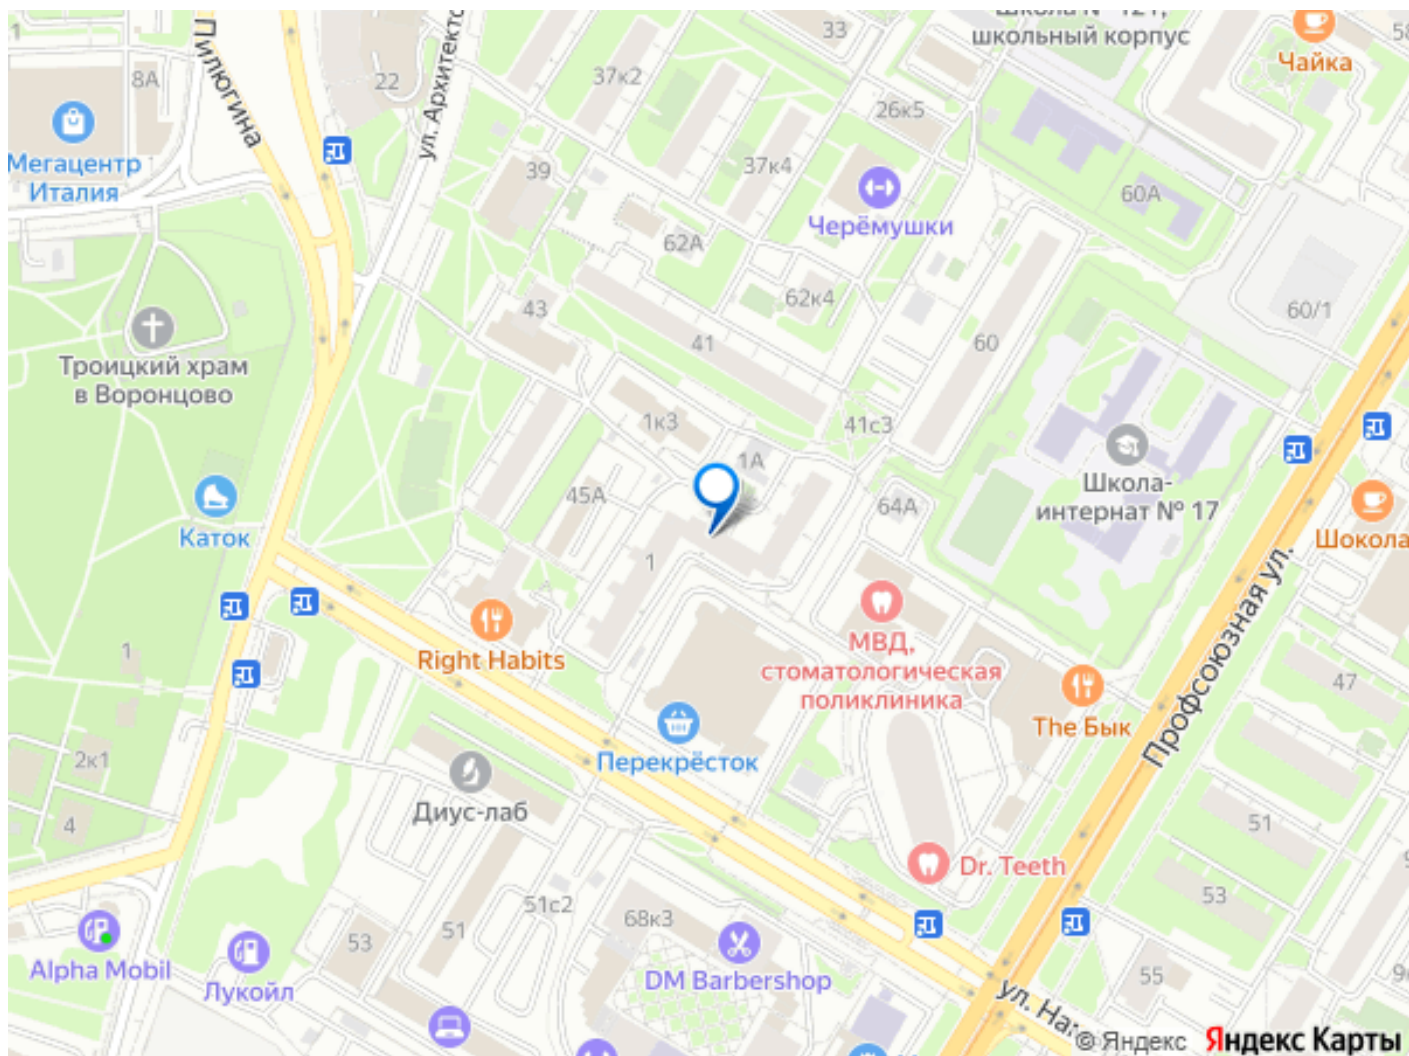 школьный корпус
Чайка
1
8А
22
Пилюгина
37к2
33
26к5
Мегацентр
Италия
39
37к4
60А
Черёмушки
62А
62к4
43
41
60
60/1
Троицкий храм
в Воронцово
1к3
41с3
1А
45А
64А
Школа-
интернат № 17
Каток
Шокола
1
Профсоюзная ул.
МВД,
стоматологическая
поликлиника
Right Habits
1
47
The Бык
Перекрёсток
2к1
4
Диус-лаб
51
Dr. Teeth
53
51с2
68к3
51
53
Alpha Mobil
Лукойл
DM Barbershop
55
ул. На
© Яндекс Яндекс Карты